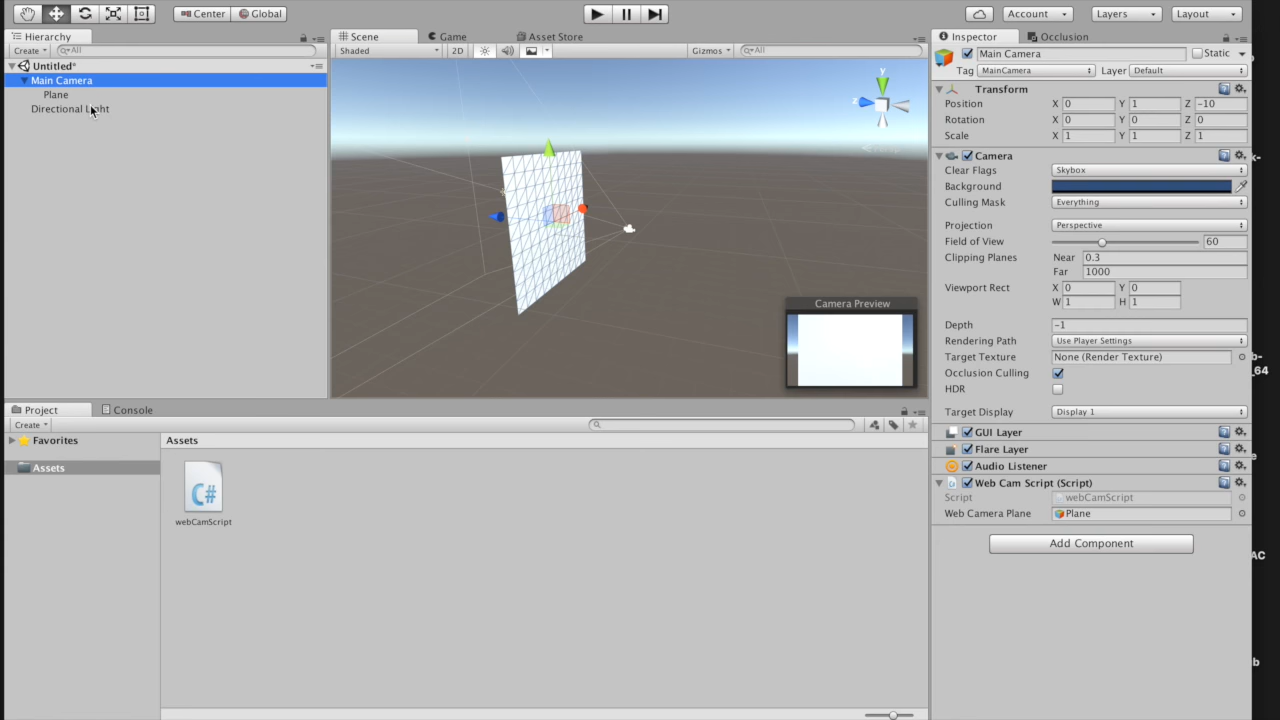 Center Global Account Layers Layout
Hierarchy
Create All
Untitled*
Main Camera
Plane
Directional Light
Scene Game Asset Store
Shaded 2D Gizmos All
y
z
Persp
Camera Preview
Inspector Occlusion
Main Camera Static
Tag MainCamera Layer Default
Transform
Position X 0 Y 1 Z -10
Rotation X 0 Y 0 Z 0
Scale X 1 Y 1 Z 1
Camera
Clear Flags Skybox
Background
Culling Mask Everything
Projection Perspective
Field of View 60
Clipping Planes Near 0.3
Far 1000
Viewport Rect X 0 Y 0
W 1 H 1
Depth -1
Rendering Path Use Player Settings
Target Texture None (Render Texture)
Occlusion Culling
HDR
Target Display Display 1
GUI Layer
Flare Layer
Audio Listener
Web Cam Script (Script)
Script webCamScript
Web Camera Plane Plane
Add Component
Project Console
Create
Favorites
Assets
Assets
C#
webCamScript
_64
AC